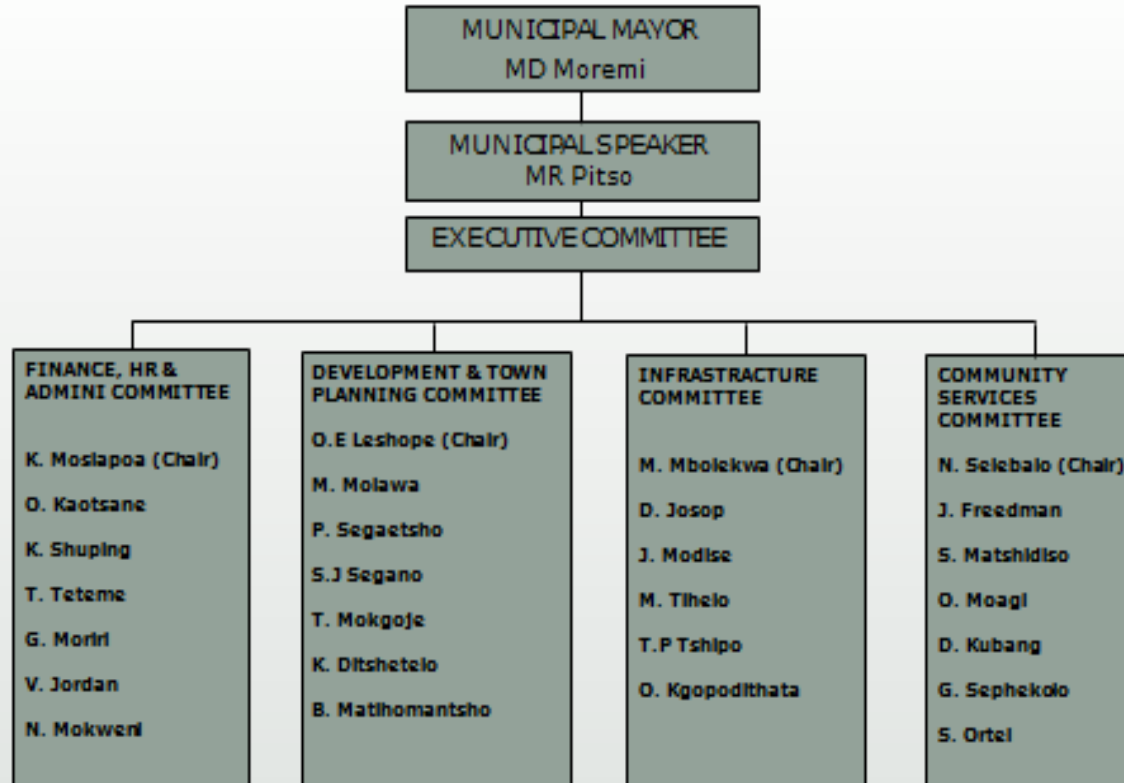 MUNICIPAL MAYOR
MD Moremi
MUNICIPAL SPEAKER
MR Pitso
EXECUTIVE COMMITTEE
FINANCE, HR &
ADMINI COMMITTEE
K. Moslapoa (Chair)
O. Kaotsane
K. Shuping
T. Teteme
G. Moriri
V. Jordan
N. Mokweni
DEVELOPMENT & TOWN
PLANNING COMMITTEE
O.E Leshope (Chair)
M. Molawa
P. Segaetsho
S.J Segano
T. Mokgoje
K. Ditshetelo
B. Matlhomantsho
INFRASTRACTURE
COMMITTEE
M. Mbolekwa (Chair)
D. Josop
J. Modise
M. Tlhelo
T.P Tshipo
O. Kgopodithata
COMMUNITY
SERVICES
COMMITTEE
N. Selebalo (Chair)
J. Freedman
S. Matshidiso
O. Moagi
D. Kubang
G. Sephekolo
S. Ortel